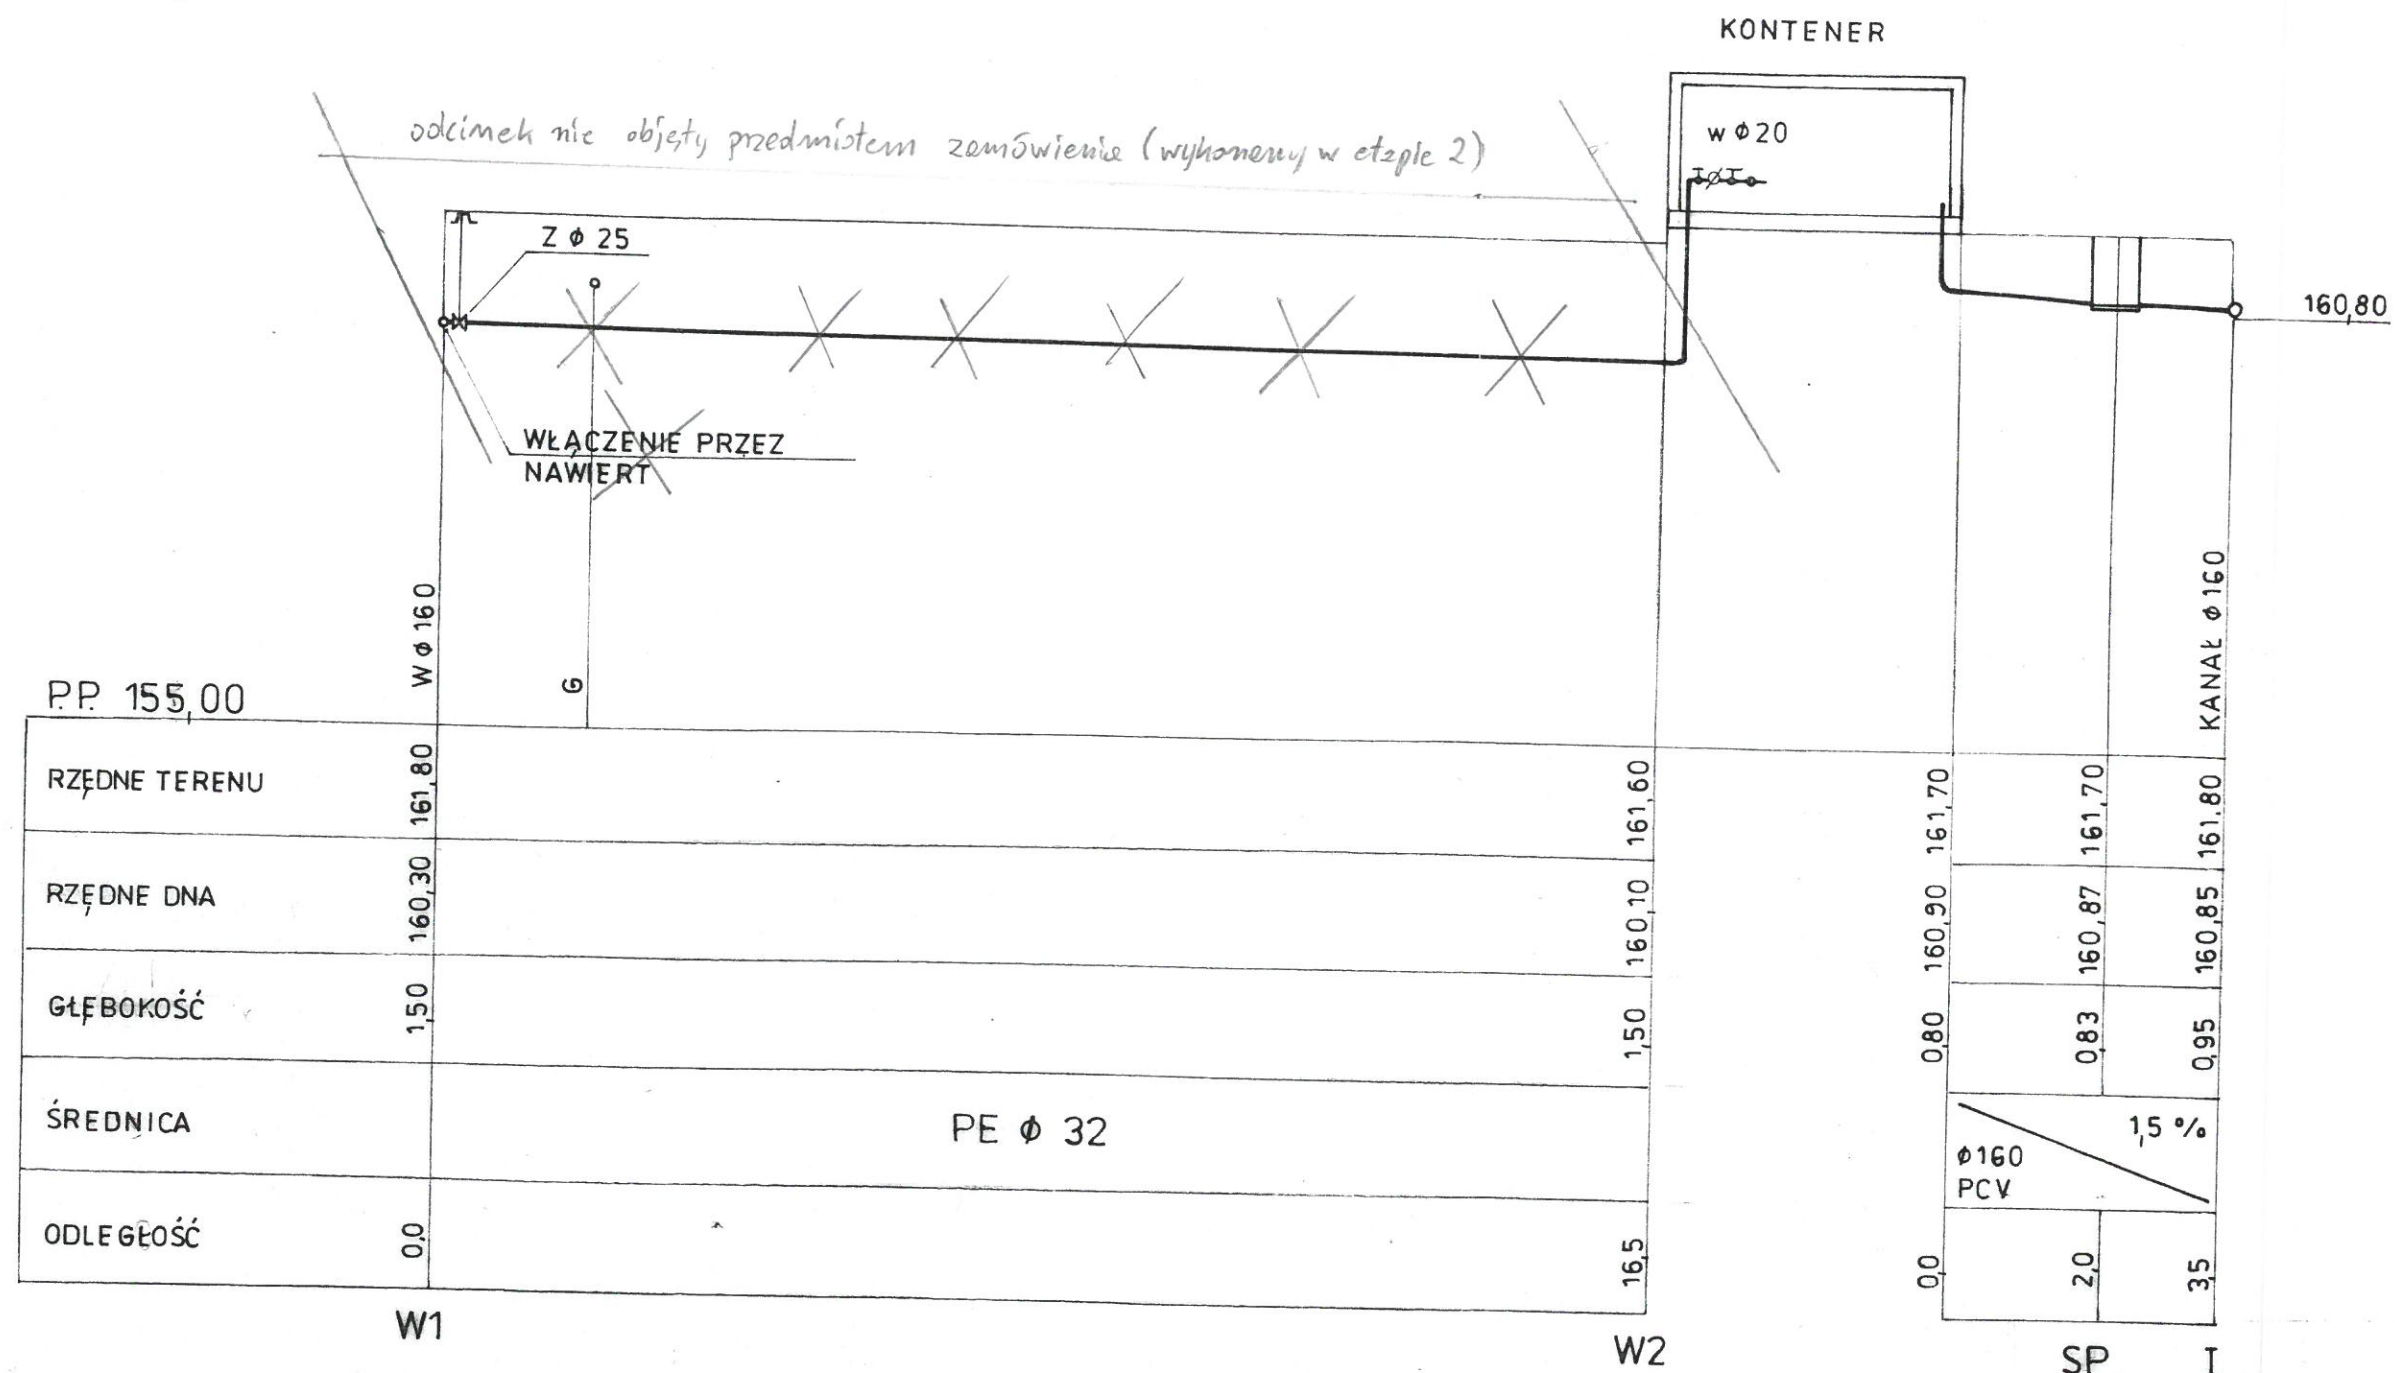 KONTENER
odcinek nie objęty przedmiotem zamówienie (wykonany w etapie 2)
w ϕ 20
Z ϕ 25
160,80
WŁĄCZENIE PRZEZ
NAWIERT
W ϕ 160
G
KANAŁ ϕ 160
P.P. 155,00
RZĘDNE TERENU 161,80 161,60 161,70 161,70 161,80
RZĘDNE DNA 160,30 160,10 160,90 160,87 160,85
GŁĘBOKOŚĆ 1,50 1,50 0,80 0,83 0,95
ŚREDNICA PE ϕ 32 ϕ160 PCV 1,5 %
ODLEGŁOŚĆ 0,0 16,5 0,0 2,0 3,5
W1 W2 SP T